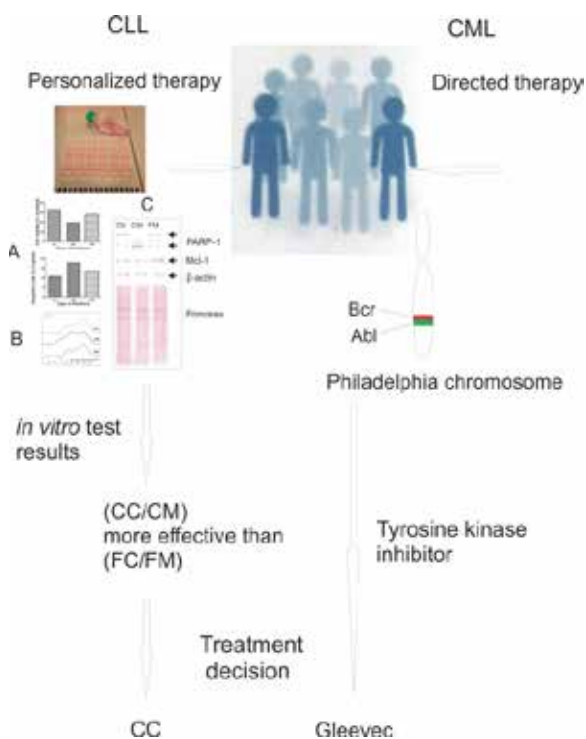 CLL
CML
Personalized therapy
Directed therapy
A
B
C
PARP-1
Mcl-1
β-actin
Ponceau
Bcr
Abl
Philadelphia chromosome
in vitro test
results
(CC/CM)
more effective than
(FC/FM)
Tyrosine kinase
inhibitor
Treatment
decision
CC
Gleevec